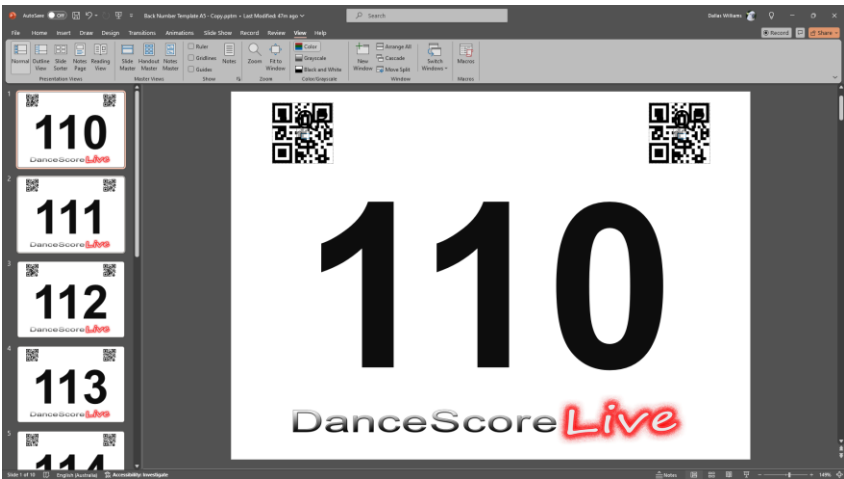 AutoSave Off Back Number Template A5 - Copy.pptm • Last Modified: 47m ago Search Dallas Williams
File Home Insert Draw Design Transitions Animations Slide Show Record Review View Help Record Share
Normal Outline View Slide Sorter Notes Page Reading View Slide Master Handout Master Notes Master Ruler Gridlines Guides Notes Zoom Fit to Window Color Grayscale Black and White New Window Arrange All Cascade Move Split Switch Windows Macros
Presentation Views Master Views Show Zoom Color/Grayscale Window Macros
1
110
DanceScore Live
2
111
DanceScore Live
3
112
DanceScore Live
4
113
DanceScore Live
5
114
110
DanceScore Live
Slide 1 of 10 English (Australia) Accessibility: Investigate Notes 149%